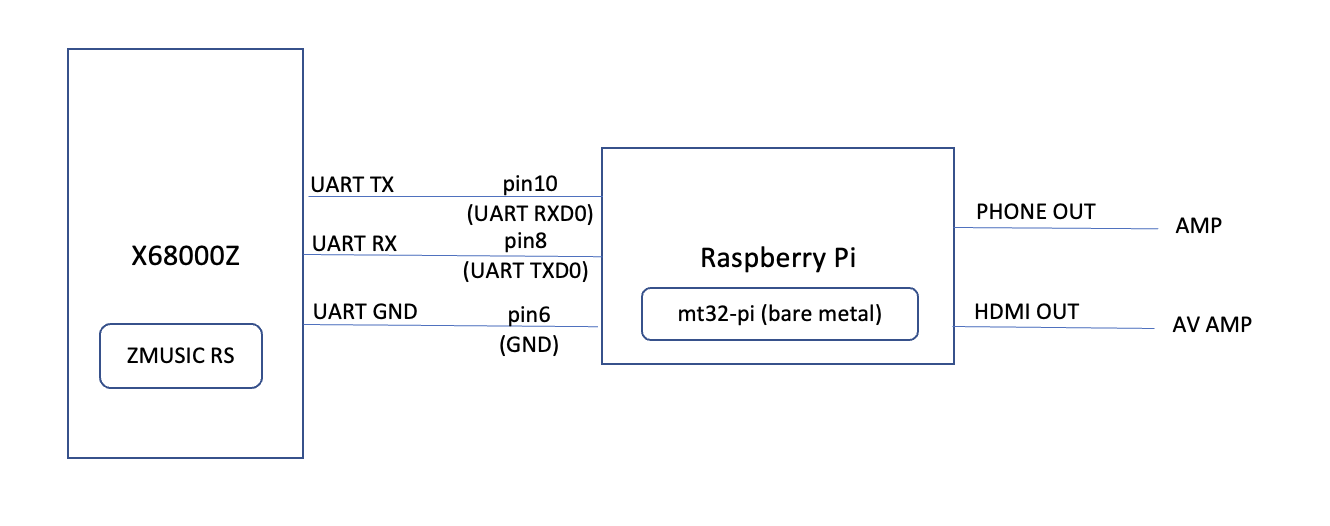 X68000Z
ZMUSIC RS
UART TX
pin10
(UART RXD0)
UART RX
pin8
(UART TXD0)
UART GND
pin6
(GND)
Raspberry Pi
mt32-pi (bare metal)
PHONE OUT
AMP
HDMI OUT
AV AMP